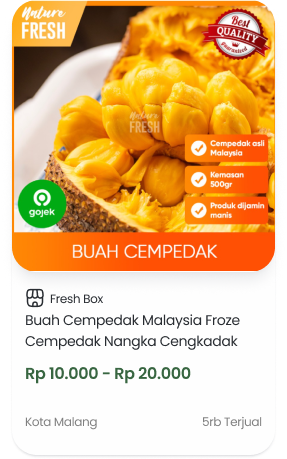 Nature
FRESH
Best
QUALITY
guaranteed
Nature
FRESH
Cempedak asli
Malaysia
Kemasan
500gr
Produk dijamin
manis
gojek
BUAH CEMPEDAK
Fresh Box
Buah Cempedak Malaysia Froze
Cempedak Nangka Cengkadak
Rp 10.000 - Rp 20.000
Kota Malang
5rb Terjual